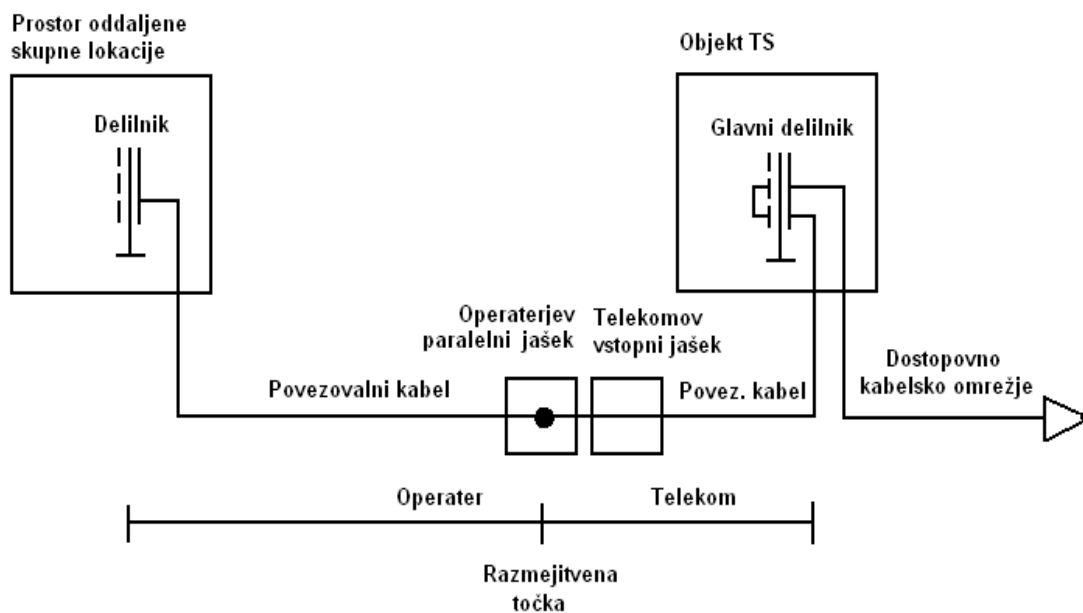 Prostor oddaljene
skupne lokacije
Objekt TS
Delilnik
Glavni delilnik
Operaterjev
paralelni jašek
Telekomov
vstopni jašek
Povezovalni kabel
Povez. kabel
Dostopovno
kabelsko omrežje
Operater
Telekom
Razmejitvena
točka